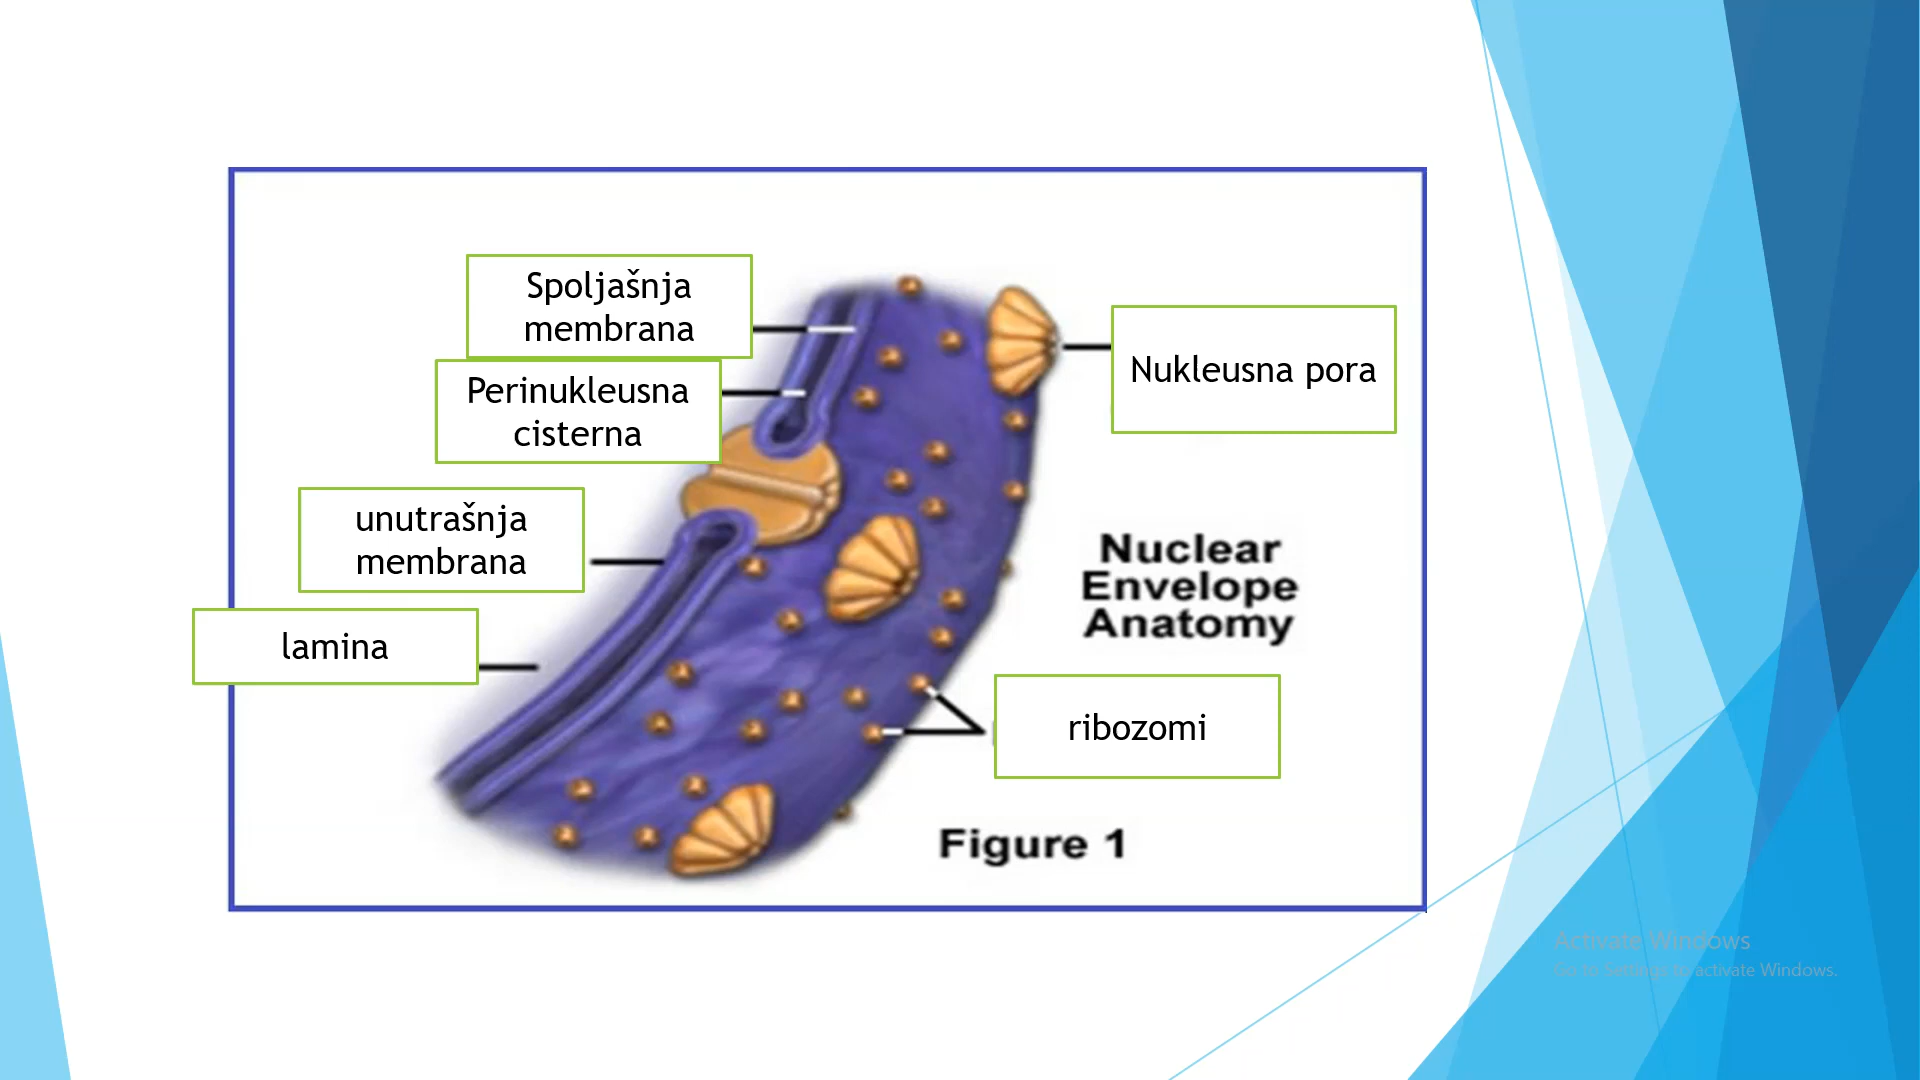 Spoljašnja
membrana
Perinukleusna
cisterna
unutrašnja
membrana
lamina
Nukleusna pora
Nuclear
Envelope
Anatomy
ribozomi
Figure 1
Activate Windows
Go to Settings to activate Windows.